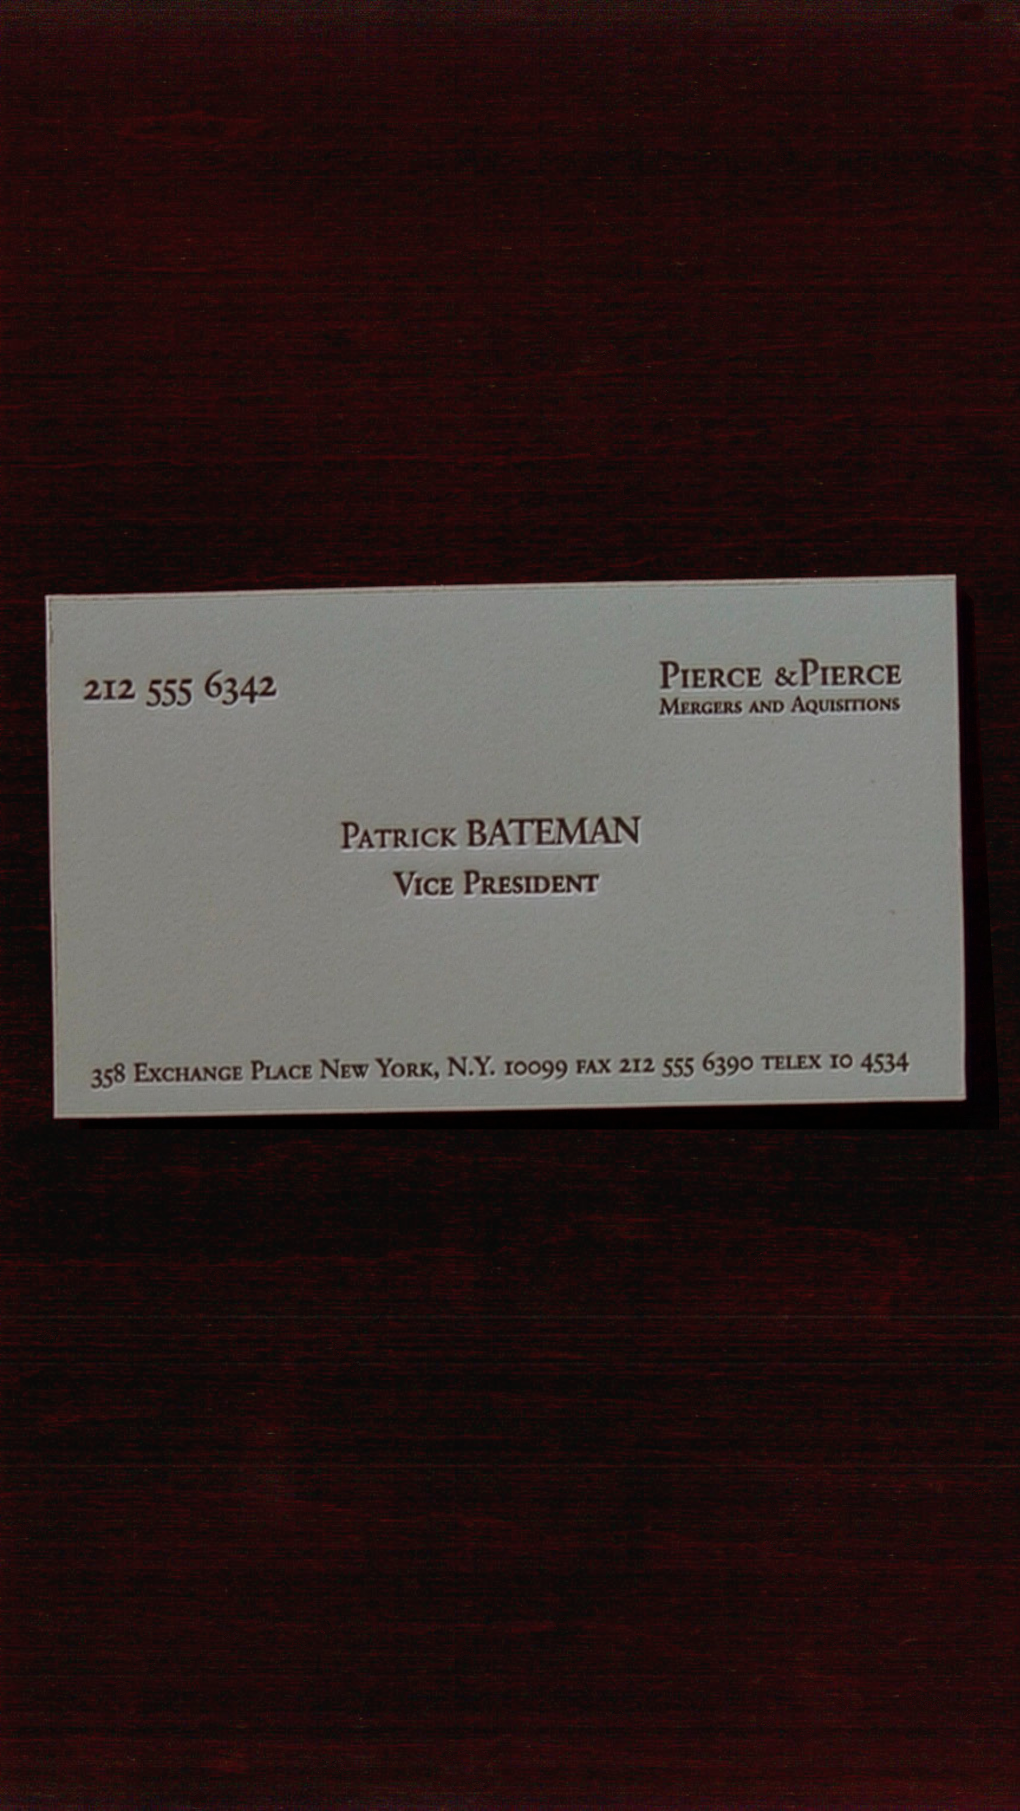 212 555 6342
PIERCE &PIERCE
MERGERS AND AQUISITIONS
PATRICK BATEMAN
VICE PRESIDENT
358 EXCHANGE PLACE NEW YORK, N.Y. 10099 FAX 212 555 6390 TELEX 10 4534